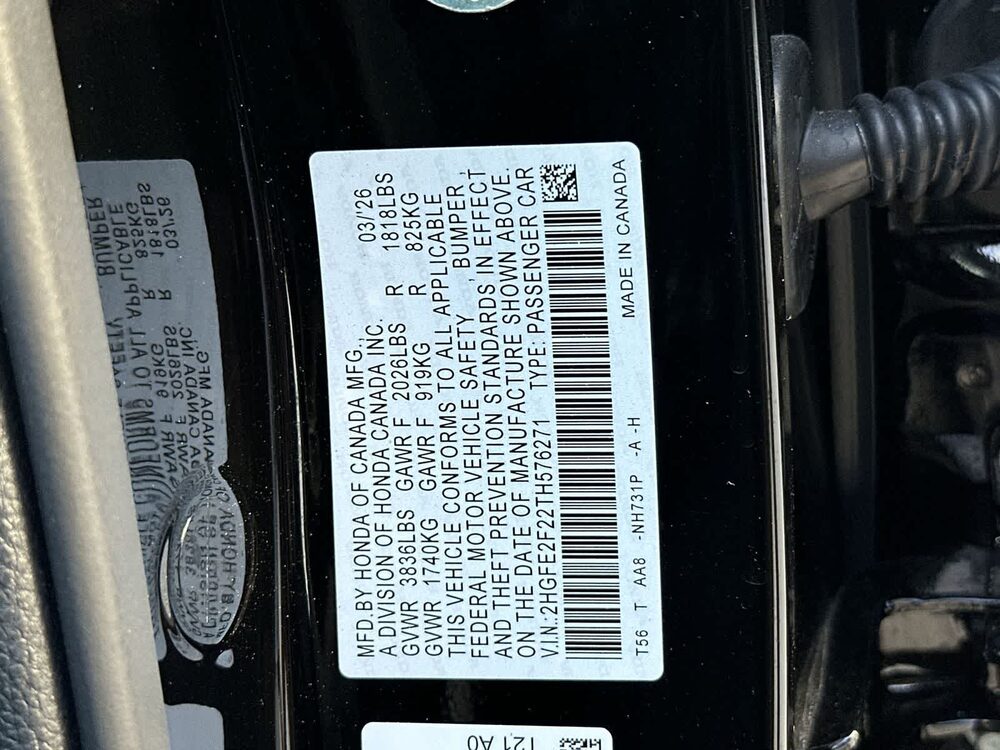 MFD.BY HONDA OF CANADA MFG., 03/'26
A DIVISION OF HONDA CANADA INC.
GVWR 3836LBS GAWR F 2026LBS R 1818LBS
GVWR 1740KG GAWR F 919KG R 825KG
THIS VEHICLE CONFORMS TO ALL APPLICABLE
FEDERAL MOTOR VEHICLE SAFETY, BUMPER,
AND THEFT PREVENTION STANDARDS IN EFFECT
ON THE DATE OF MANUFACTURE SHOWN ABOVE.
V.I.N.:2HGFE2F22TH576271 TYPE: PASSENGER CAR
T56 T AA8 -NH731P -A -H MADE IN CANADA
T21 A0